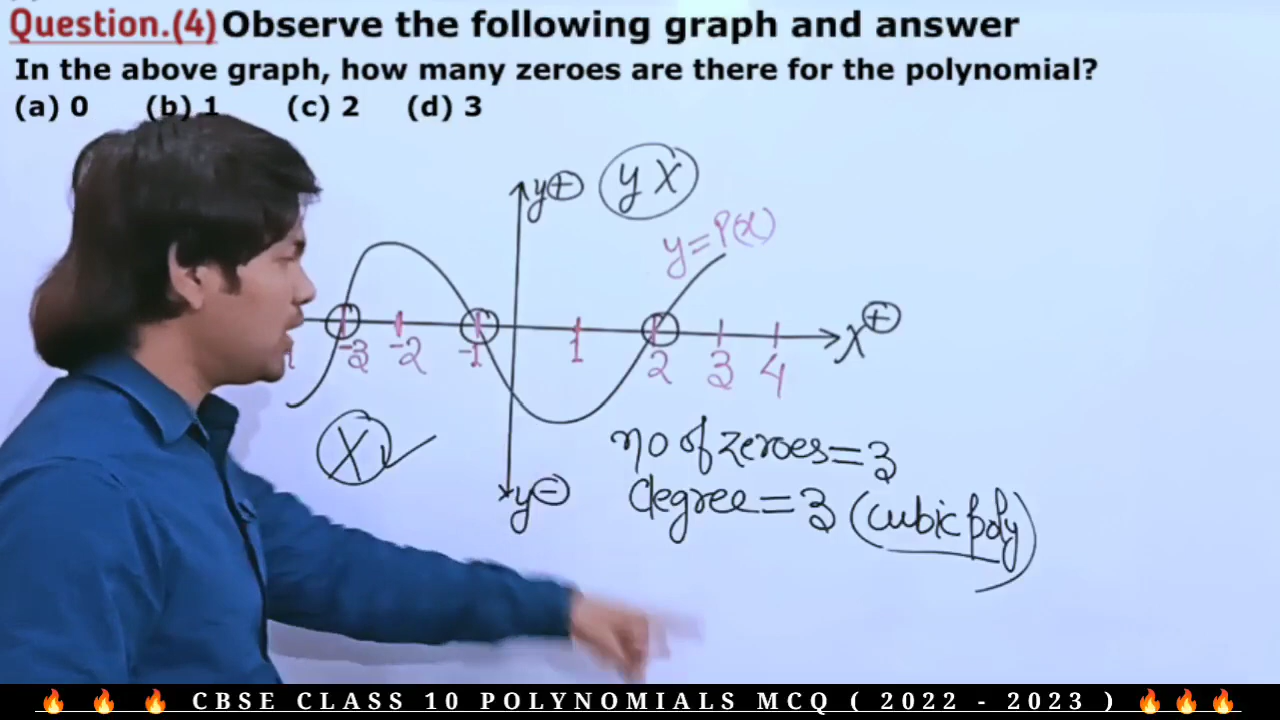 Question.(4) Observe the following graph and answer
In the above graph, how many zeroes are there for the polynomial?
(a) 0 (b) 1 (c) 2 (d) 3
y⊕ y X
y=P(x)
-3 -2 -1 1 2 3 4 x⊕
X✓
no of zeroes=3
y⊖ degree=3 (cubic poly)
🔥 🔥 🔥 CBSE CLASS 10 POLYNOMIALS MCQ ( 2022 - 2023 ) 🔥🔥🔥